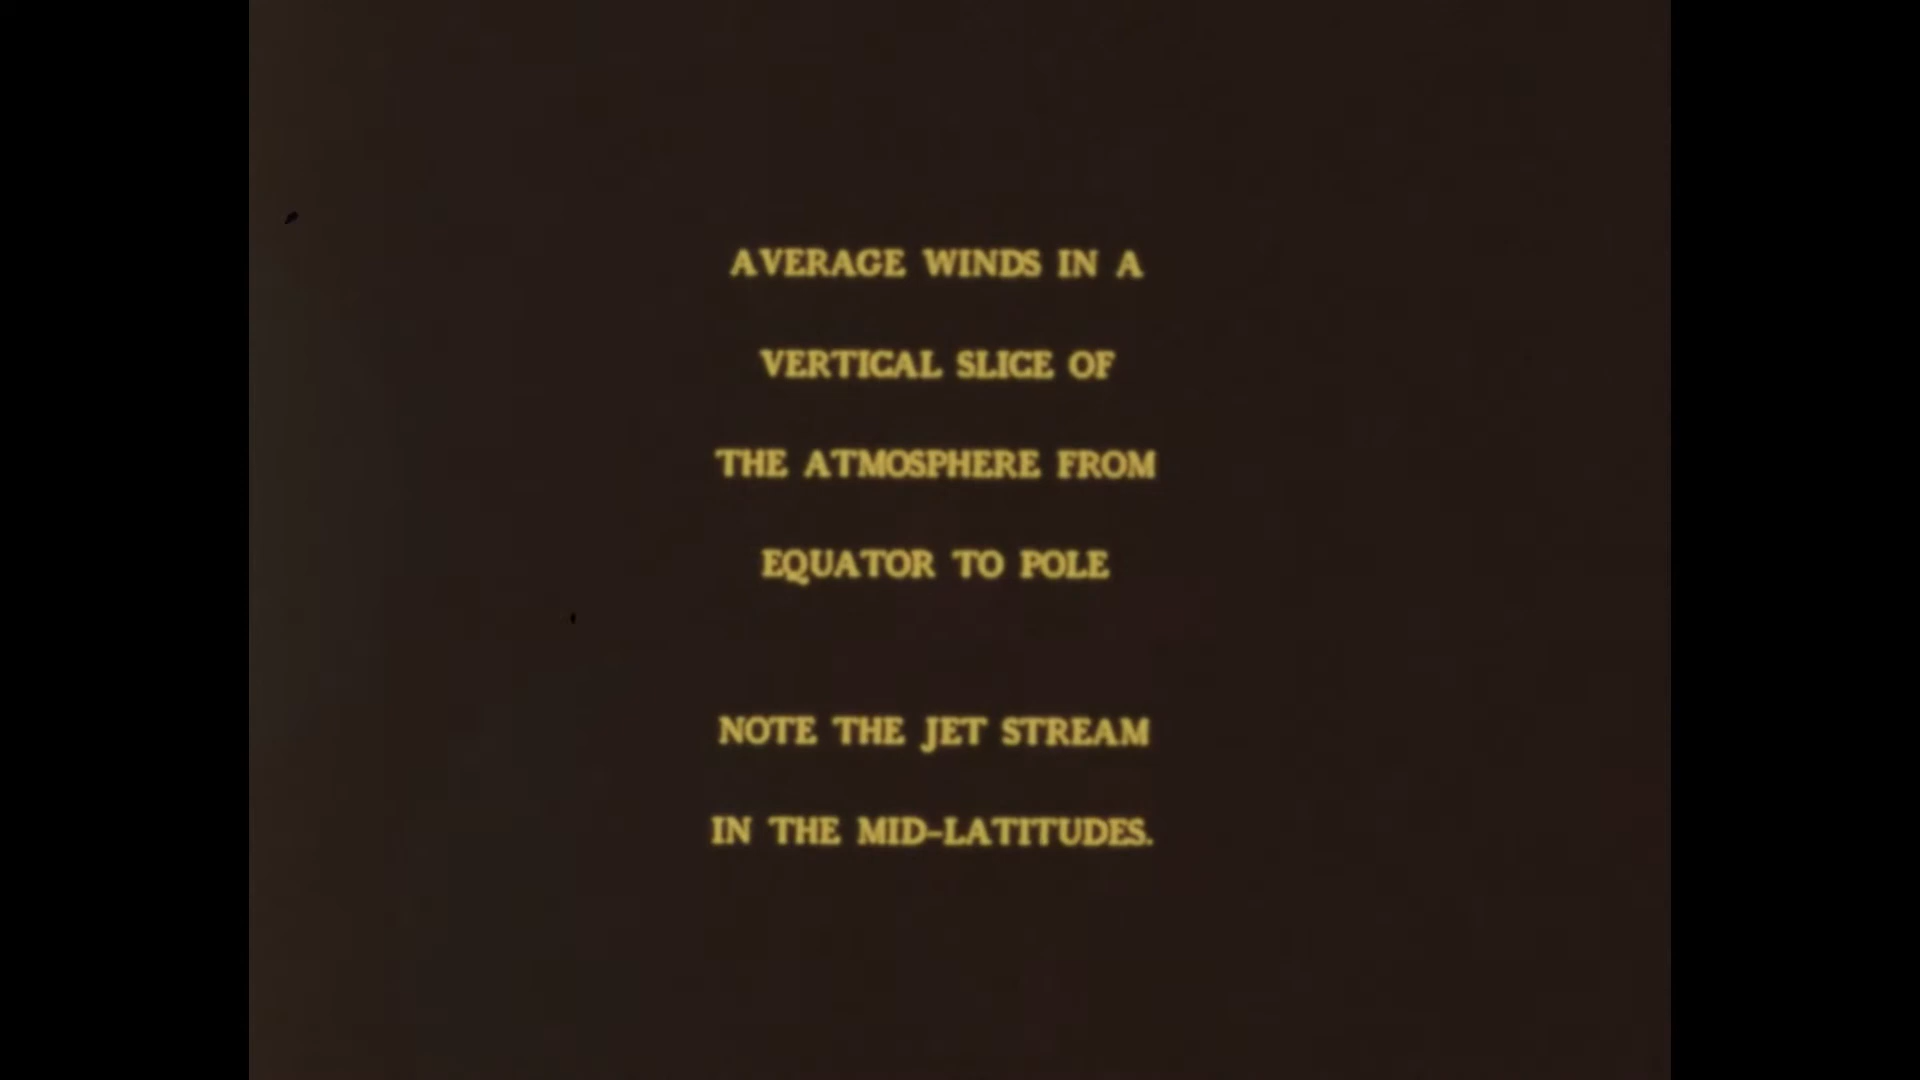 AVERAGE WINDS IN A
VERTICAL SLICE OF
THE ATMOSPHERE FROM
EQUATOR TO POLE
NOTE THE JET STREAM
IN THE MID-LATITUDES.